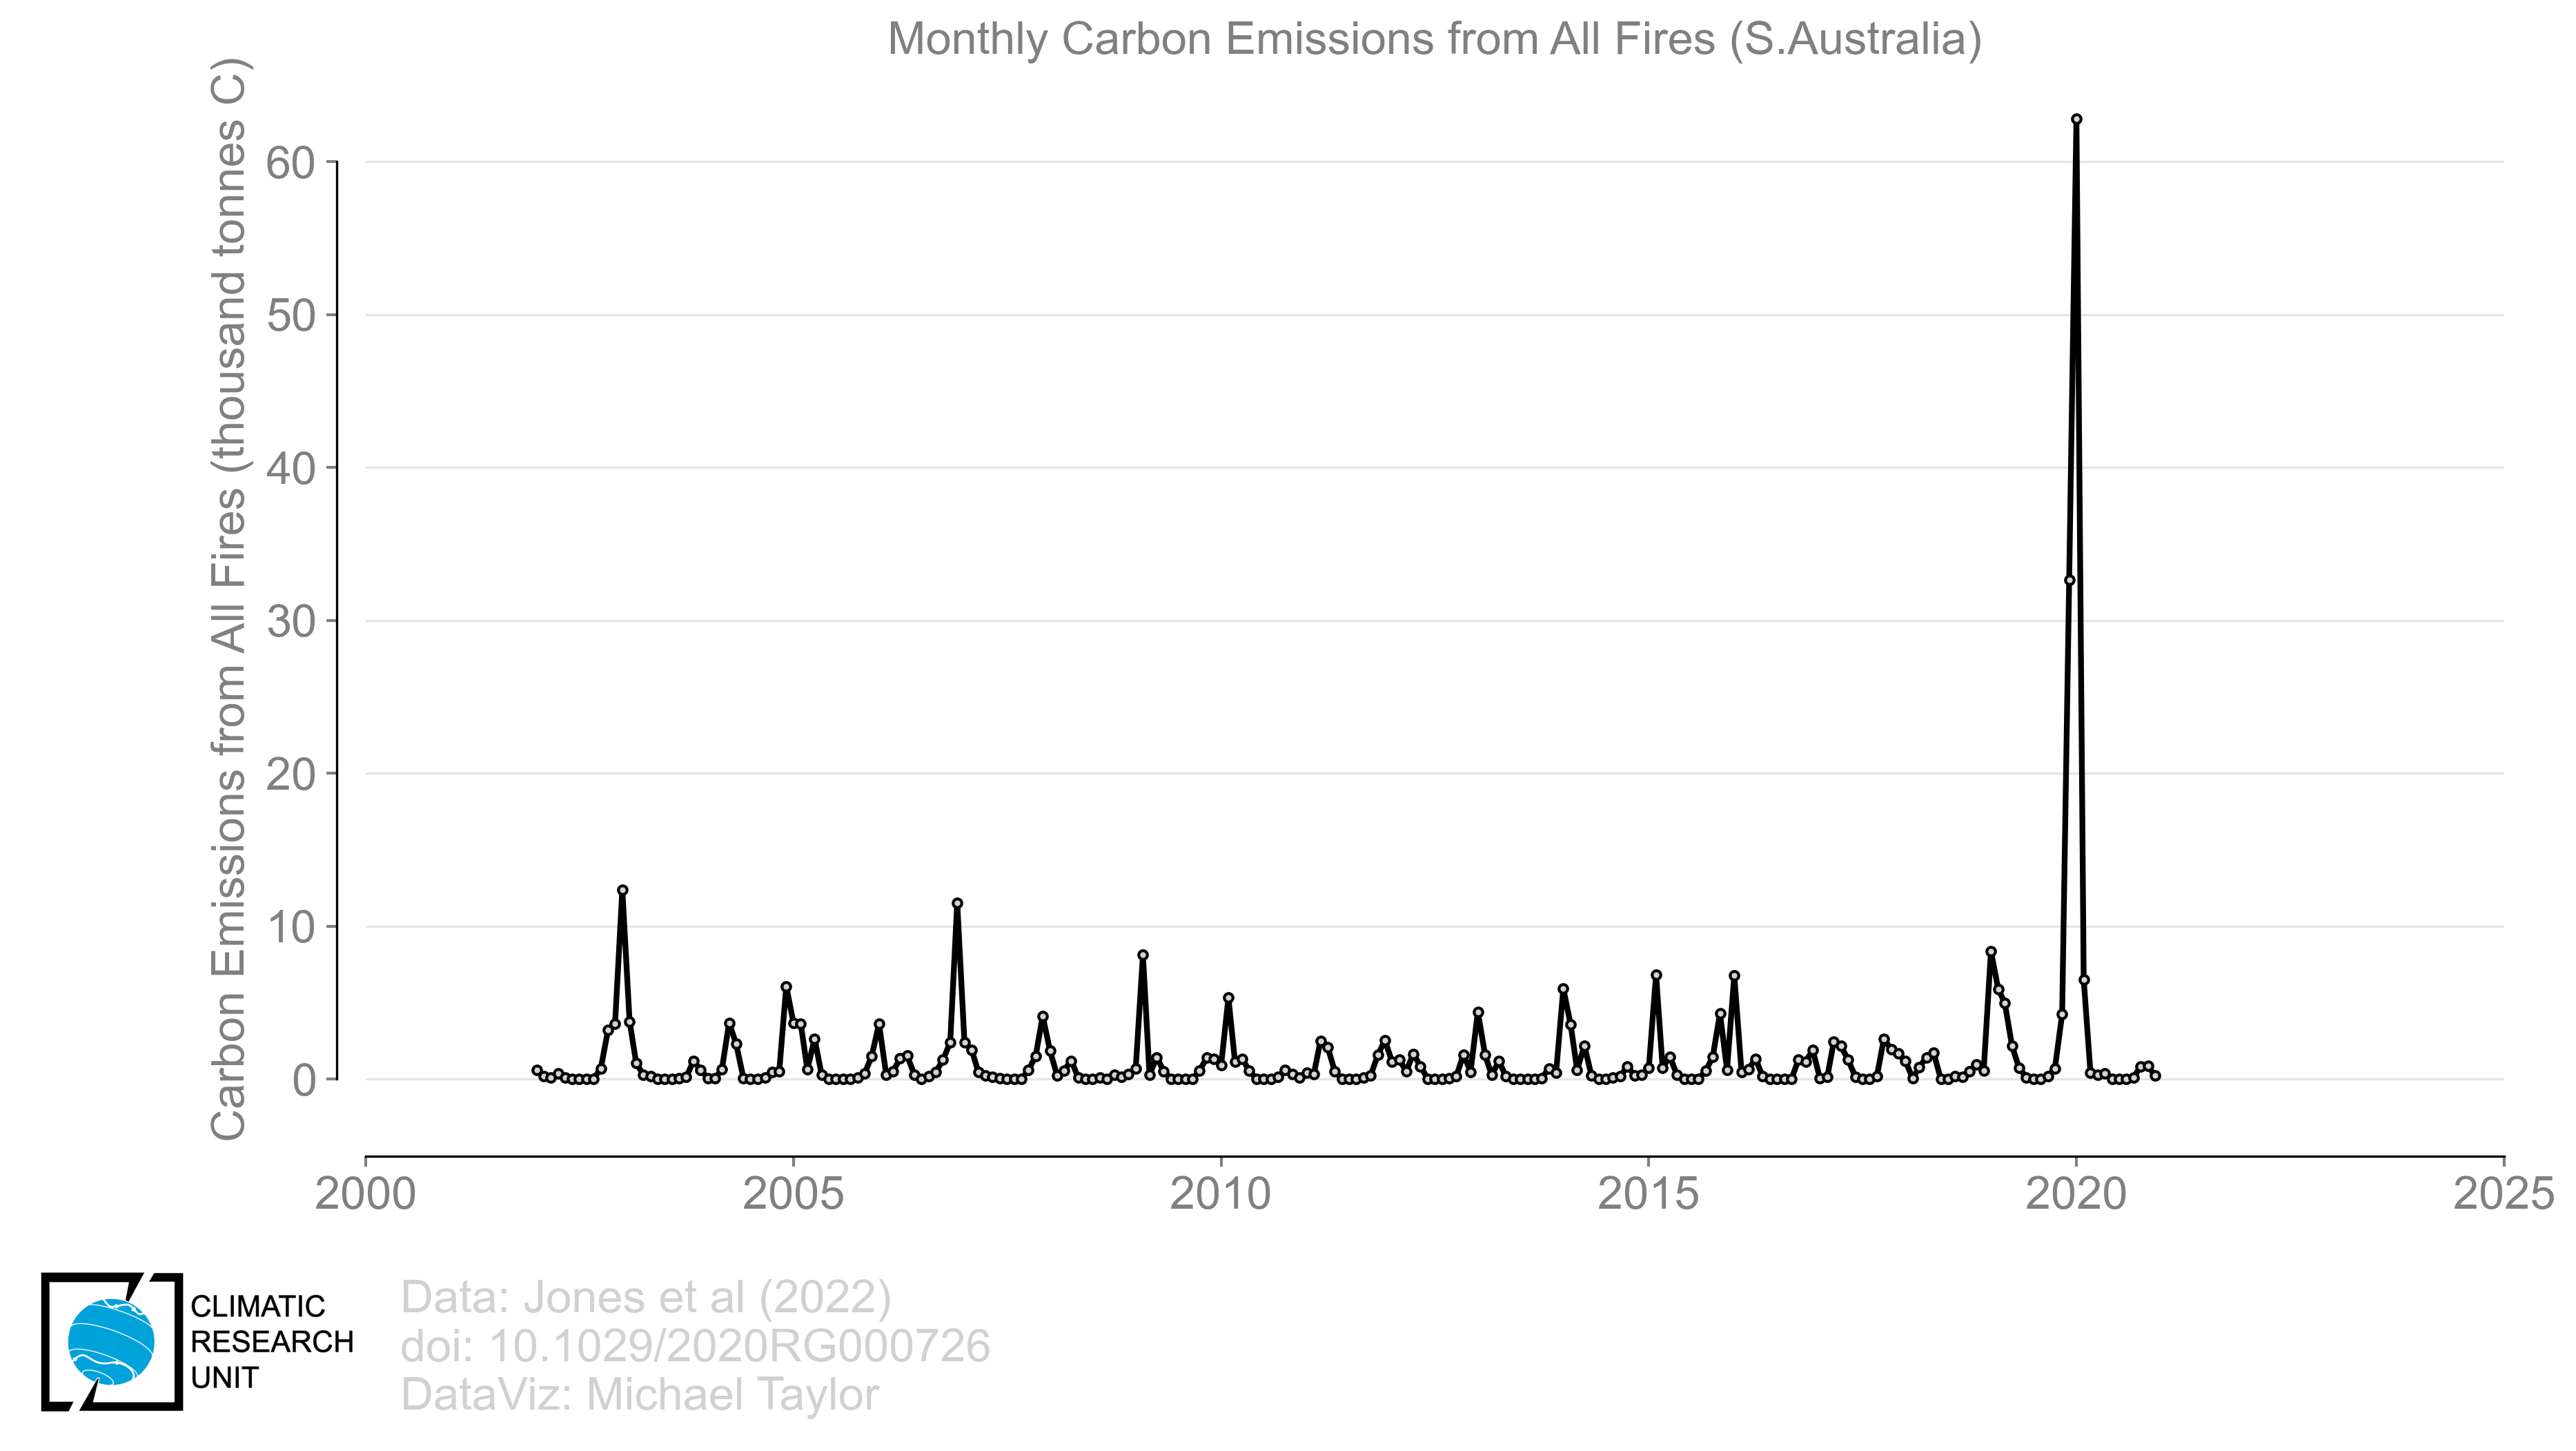 Monthly Carbon Emissions from All Fires (S.Australia)
Carbon Emissions from All Fires (thousand tonnes C)
60
50
40
30
20
10
0
2000 2005 2010 2015 2020 2025
CLIMATIC
RESEARCH
UNIT
Data: Jones et al (2022)
doi: 10.1029/2020RG000726
DataViz: Michael Taylor